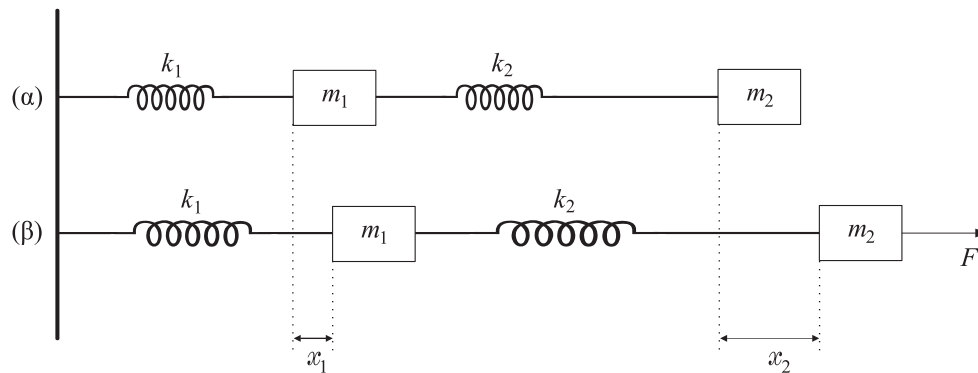 k₁ k₂
(α) m₁ m₂
k₁ k₂
(β) m₁ m₂
F
x₁ x₂